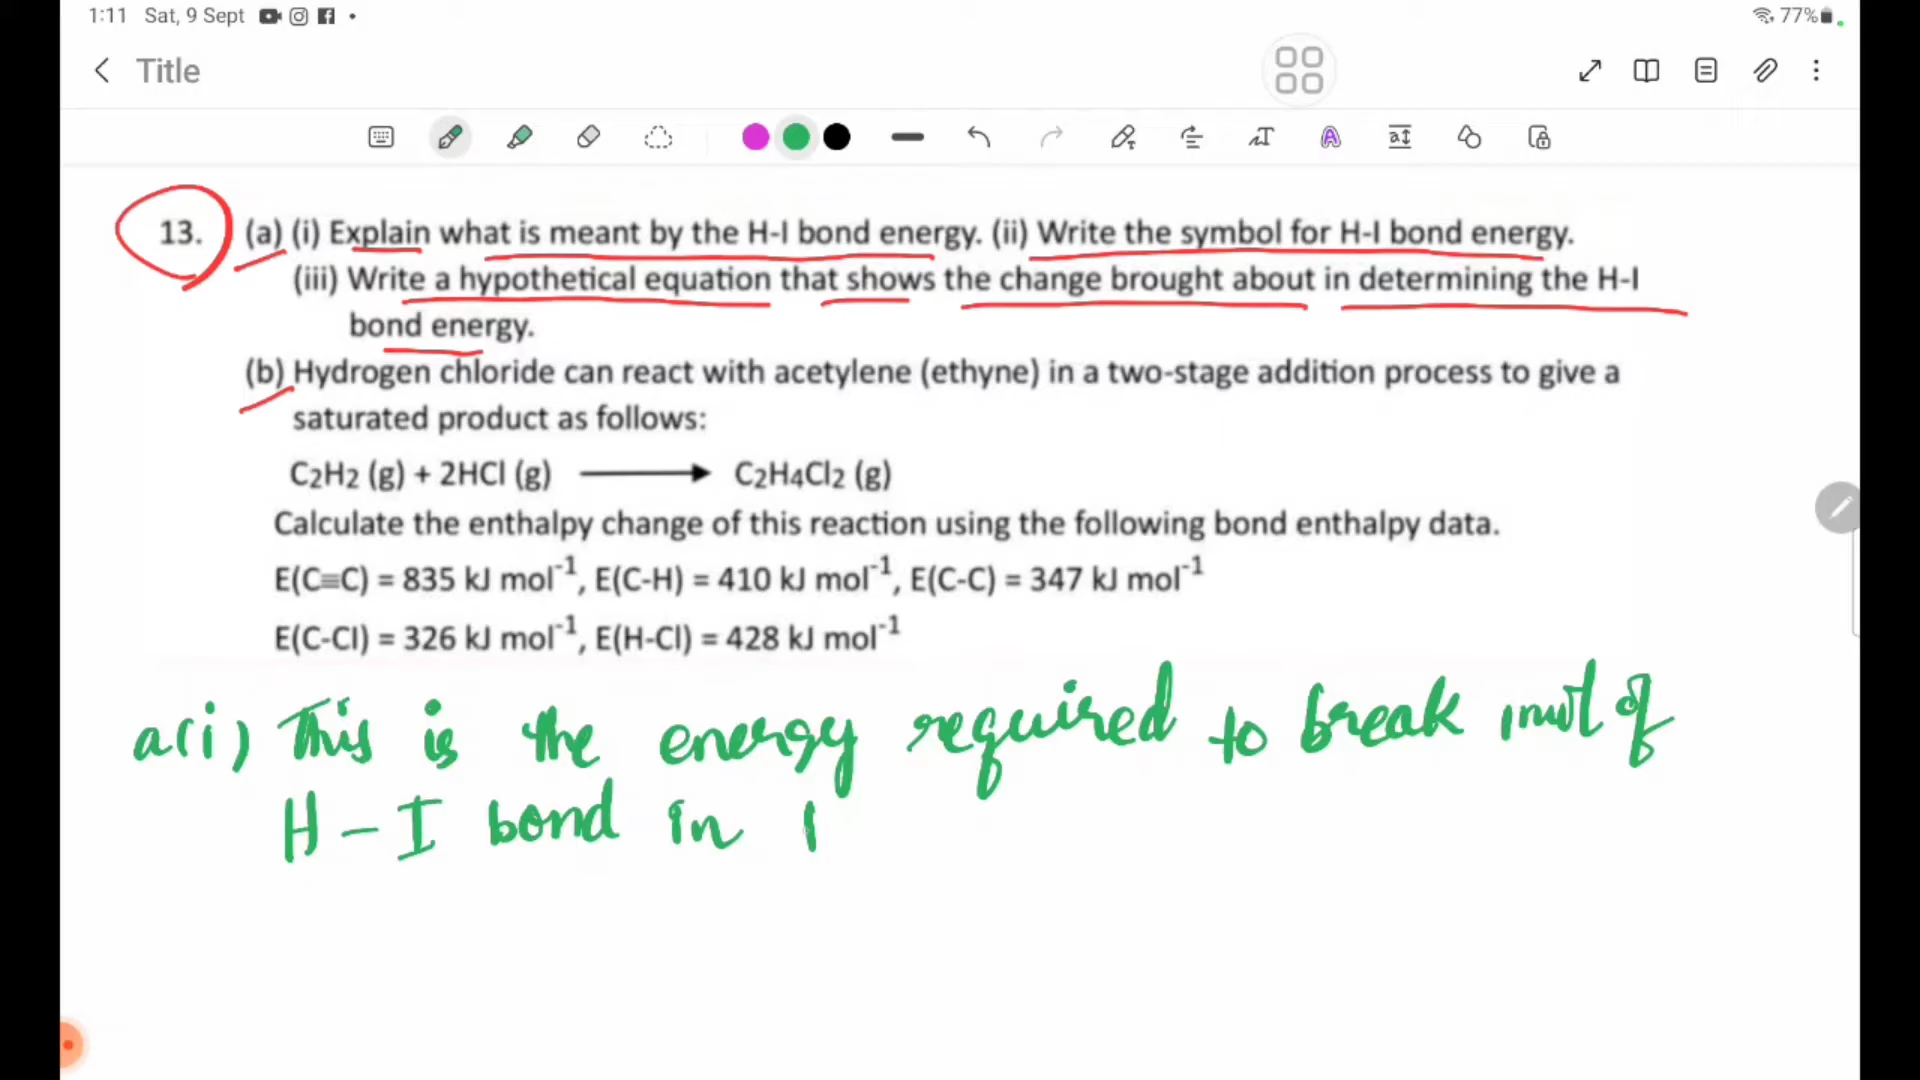 1:11 Sat, 9 Sept
77%
Title
13. (a) (i) Explain what is meant by the H-I bond energy. (ii) Write the symbol for H-I bond energy.
(iii) Write a hypothetical equation that shows the change brought about in determining the H-I
bond energy.
(b) Hydrogen chloride can react with acetylene (ethyne) in a two-stage addition process to give a
saturated product as follows:
C₂H₂ (g) + 2HCl (g) ⟶ C₂H₄Cl₂ (g)
Calculate the enthalpy change of this reaction using the following bond enthalpy data.
E(C≡C) = 835 kJ mol⁻¹, E(C-H) = 410 kJ mol⁻¹, E(C-C) = 347 kJ mol⁻¹
E(C-Cl) = 326 kJ mol⁻¹, E(H-Cl) = 428 kJ mol⁻¹
a(i) This is the energy required to break 1mol of
H - I bond in 1